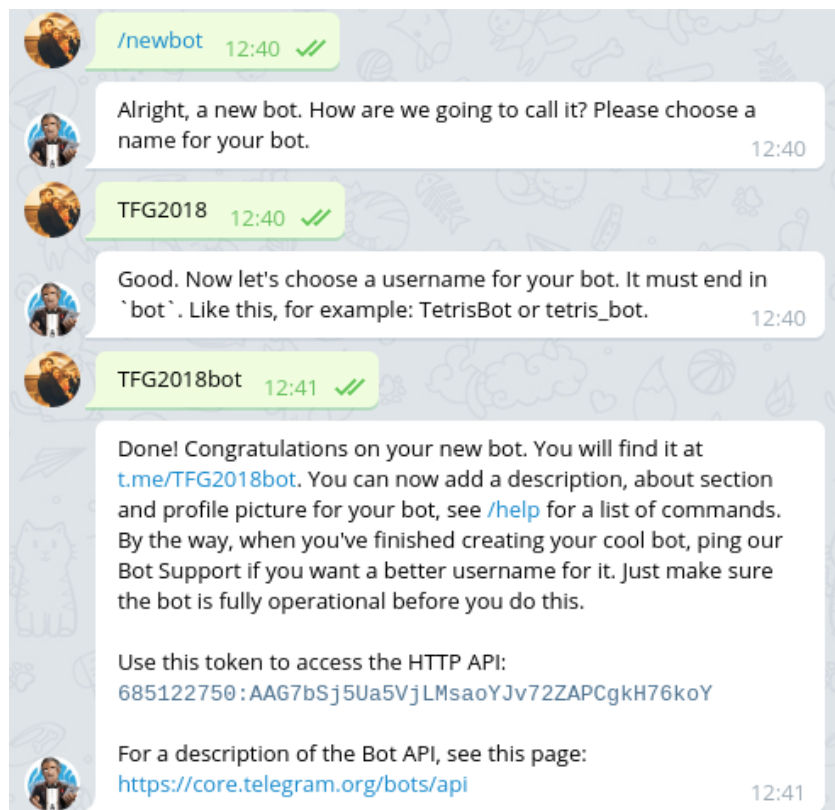 /newbot 12:40
Alright, a new bot. How are we going to call it? Please choose a
name for your bot.
12:40
TFG2018 12:40
Good. Now let's choose a username for your bot. It must end in
`bot`. Like this, for example: TetrisBot or tetris_bot.
12:40
TFG2018bot 12:41
Done! Congratulations on your new bot. You will find it at
t.me/TFG2018bot. You can now add a description, about section
and profile picture for your bot, see /help for a list of commands.
By the way, when you've finished creating your cool bot, ping our
Bot Support if you want a better username for it. Just make sure
the bot is fully operational before you do this.
Use this token to access the HTTP API:
685122750:AAG7bSj5Ua5VjLMsaoYJv72ZAPCgkH76koY
For a description of the Bot API, see this page:
https://core.telegram.org/bots/api
12:41